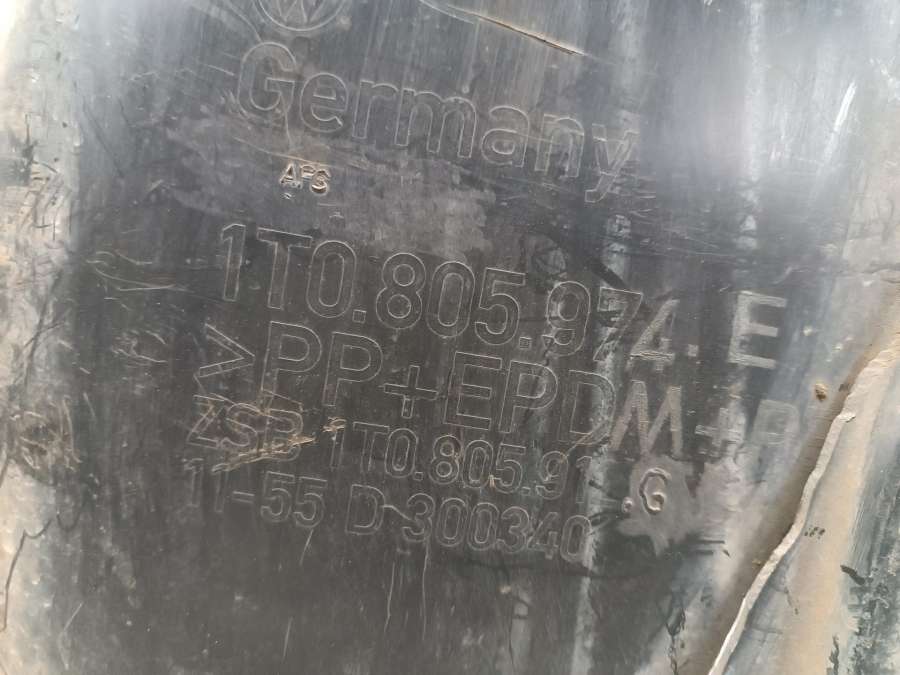 Germany
APS
1T0.805.974.E
>PP+EPDM+P
ZSB 1T0.805.91 .G
11-55 D 300340